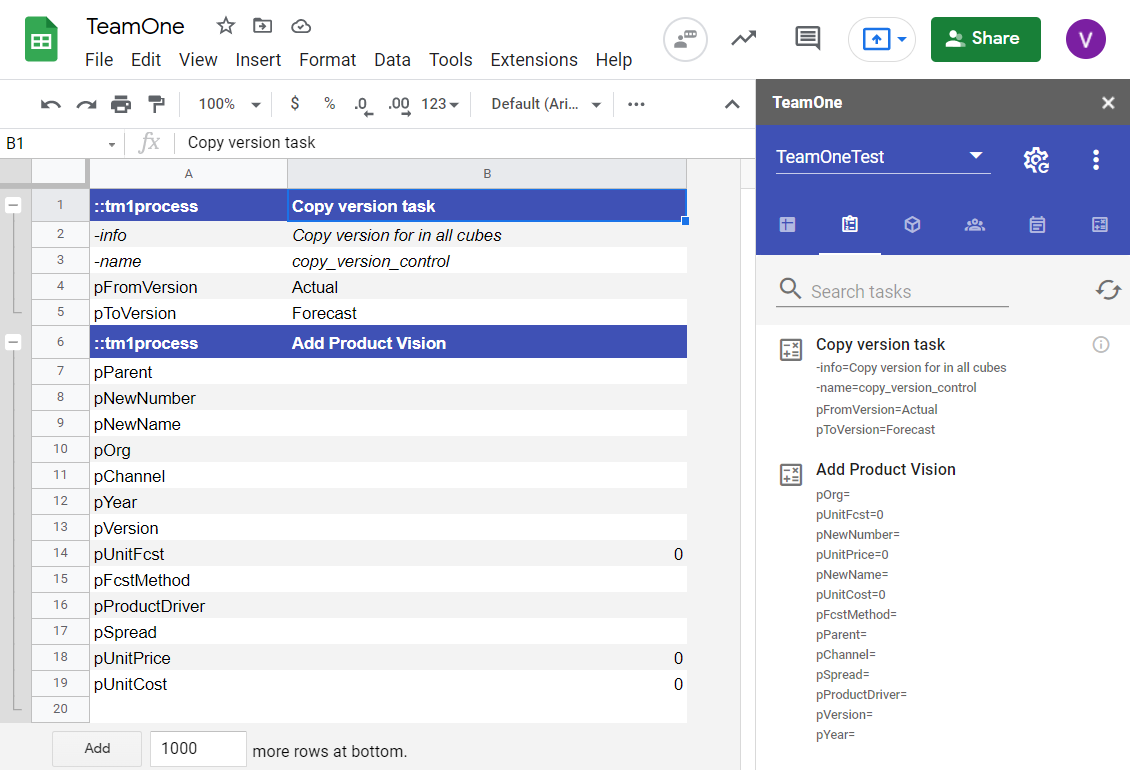 TeamOne
File Edit View Insert Format Data Tools Extensions Help
Share
V
100% $ % .0 .00 123 Default (Ari...
B1 fx Copy version task
A B
1 ::tm1process Copy version task
2 -info Copy version for in all cubes
3 -name copy_version_control
4 pFromVersion Actual
5 pToVersion Forecast
6 ::tm1process Add Product Vision
7 pParent
8 pNewNumber
9 pNewName
10 pOrg
11 pChannel
12 pYear
13 pVersion
14 pUnitFcst 0
15 pFcstMethod
16 pProductDriver
17 pSpread
18 pUnitPrice 0
19 pUnitCost 0
20
Add 1000 more rows at bottom.
TeamOne
TeamOneTest
Search tasks
Copy version task
-info=Copy version for in all cubes
-name=copy_version_control
pFromVersion=Actual
pToVersion=Forecast
Add Product Vision
pOrg=
pUnitFcst=0
pNewNumber=
pUnitPrice=0
pNewName=
pUnitCost=0
pFcstMethod=
pParent=
pChannel=
pSpread=
pProductDriver=
pVersion=
pYear=